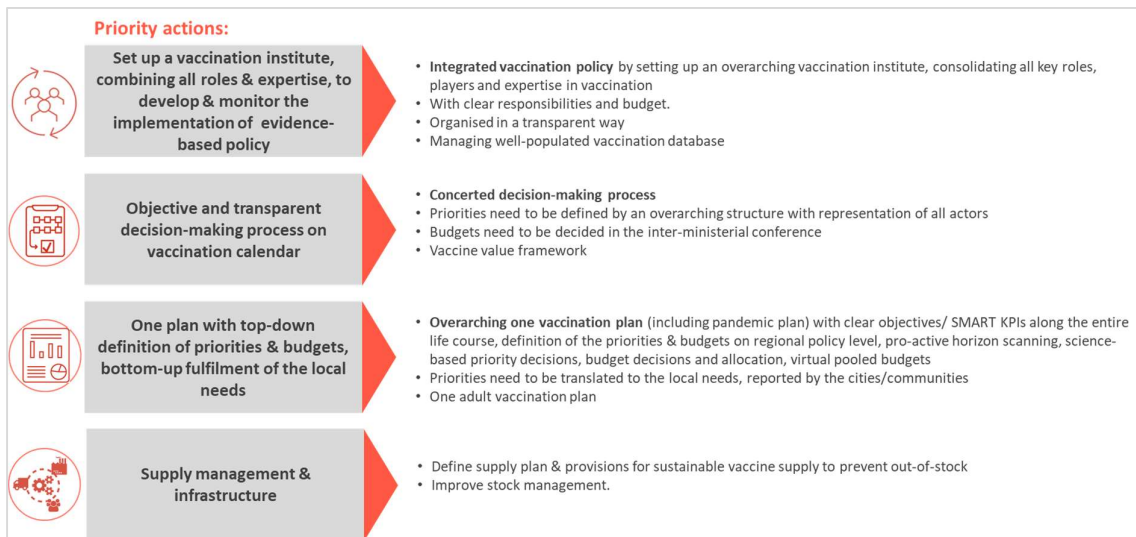 Priority actions:
Set up a vaccination institute,
combining all roles & expertise, to
develop & monitor the
implementation of evidence-
based policy
• Integrated vaccination policy by setting up an overarching vaccination institute, consolidating all key roles,
players and expertise in vaccination
• With clear responsibilities and budget.
• Organised in a transparent way
• Managing well-populated vaccination database
Objective and transparent
decision-making process on
vaccination calendar
• Concerted decision-making process
• Priorities need to be defined by an overarching structure with representation of all actors
• Budgets need to be decided in the inter-ministerial conference
• Vaccine value framework
One plan with top-down
definition of priorities & budgets,
bottom-up fulfilment of the local
needs
• Overarching one vaccination plan (including pandemic plan) with clear objectives/ SMART KPIs along the entire
life course, definition of the priorities & budgets on regional policy level, pro-active horizon scanning, science-
based priority decisions, budget decisions and allocation, virtual pooled budgets
• Priorities need to be translated to the local needs, reported by the cities/communities
• One adult vaccination plan
Supply management &
infrastructure
• Define supply plan & provisions for sustainable vaccine supply to prevent out-of-stock
• Improve stock management.